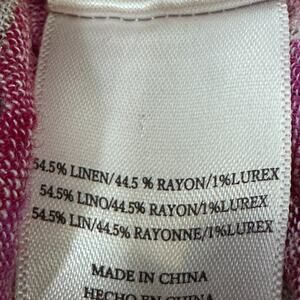 54.5% LINEN/44.5 % RAYON/1%LUREX
54.5% LINO/44.5% RAYON/1%LUREX
54.5% LIN/44.5% RAYONNE/1%LUREX
MADE IN CHINA
HECHO EN CHINA